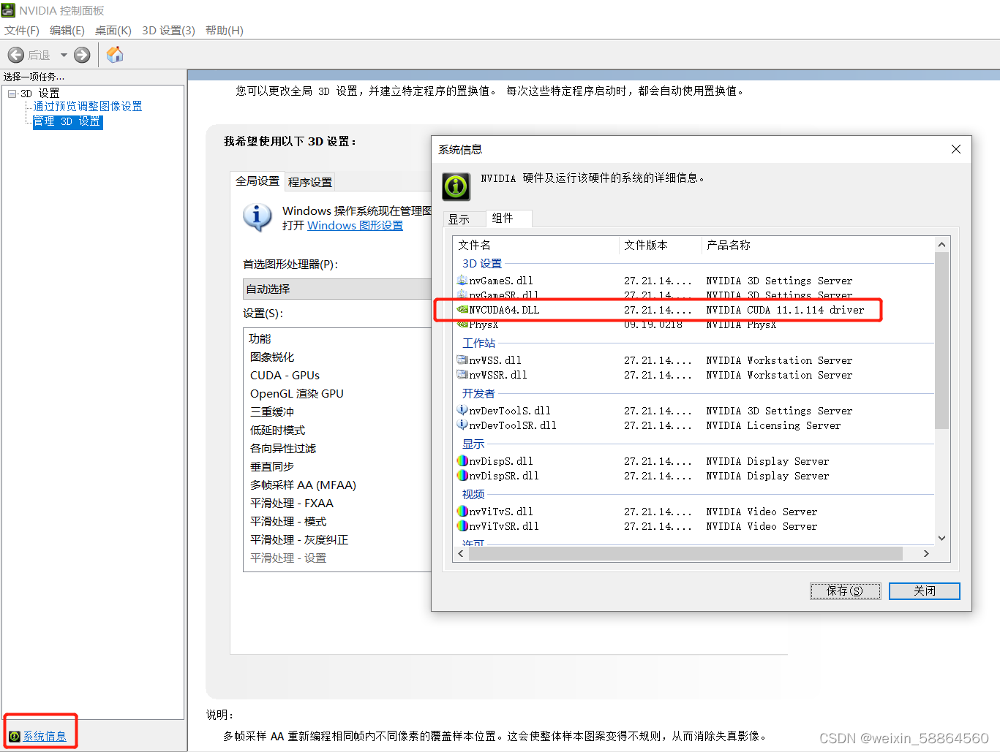 NVIDIA 控制面板
文件(F) 编辑(E) 桌面(K) 3D 设置(3) 帮助(H)
后退
选择一项任务...
3D 设置
通过预览调整图像设置
管理 3D 设置
系统信息
您可以更改全局 3D 设置，并建立特定程序的置换值。 每次这些特定程序启动时，都会自动使用置换值。
我希望使用以下 3D 设置：
全局设置 程序设置
Windows 操作系统现在管理图
打开 Windows 图形设置
首选图形处理器(P)：
自动选择
设置(S)：
功能
图象锐化
CUDA - GPUs
OpenGL 渲染 GPU
三重缓冲
低延时模式
各向异性过滤
垂直同步
多帧采样 AA (MFAA)
平滑处理 - FXAA
平滑处理 - 模式
平滑处理 - 灰度纠正
平滑处理 - 设置
系统信息
NVIDIA 硬件及运行该硬件的系统的详细信息。
显示 组件
文件名 文件版本 产品名称
3D 设置
nvGameS.dll 27.21.14.... NVIDIA 3D Settings Server
nvGameSR.dll 27.21.14.... NVIDIA 3D Settings Server
NVCUDA64.DLL 27.21.14.... NVIDIA CUDA 11.1.114 driver
PhysX 09.19.0218 NVIDIA PhysX
工作站
nvWSS.dll 27.21.14.... NVIDIA Workstation Server
nvWSSR.dll 27.21.14.... NVIDIA Workstation Server
开发者
nvDevToolS.dll 27.21.14.... NVIDIA 3D Settings Server
nvDevToolSR.dll 27.21.14.... NVIDIA Licensing Server
显示
nvDispS.dll 27.21.14.... NVIDIA Display Server
nvDispSR.dll 27.21.14.... NVIDIA Display Server
视频
nvViTvS.dll 27.21.14.... NVIDIA Video Server
nvViTvSR.dll 27.21.14.... NVIDIA Video Server
许可
保存(S) 关闭
说明：
多帧采样 AA 重新编程相同帧内不同像素的覆盖样本位置。这会使整体样本图案变得不规则，从而消除失真影像。
CSDN @weixin_58864560